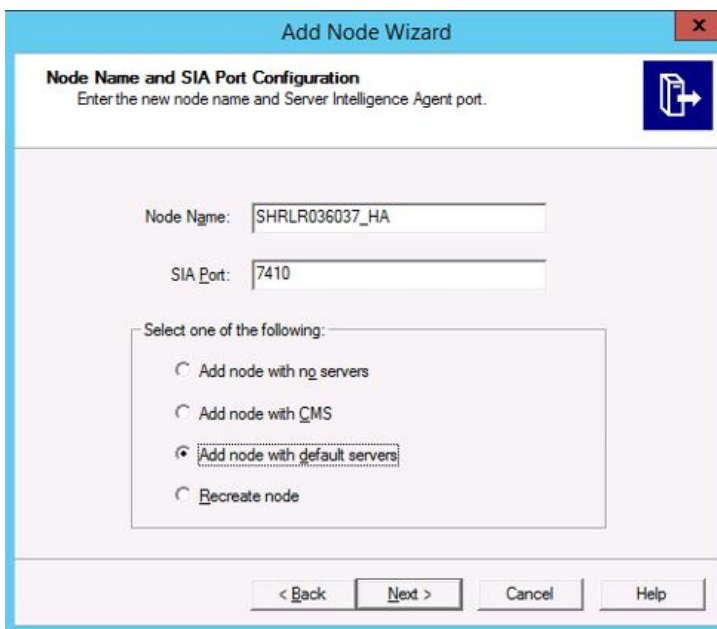 Add Node Wizard
x
Node Name and SIA Port Configuration
Enter the new node name and Server Intelligence Agent port.
Node Name: SHRLR036037_HA
SIA Port: 7410
Select one of the following:
Add node with no servers
Add node with CMS
Add node with default servers
Recreate node
< Back Next > Cancel Help